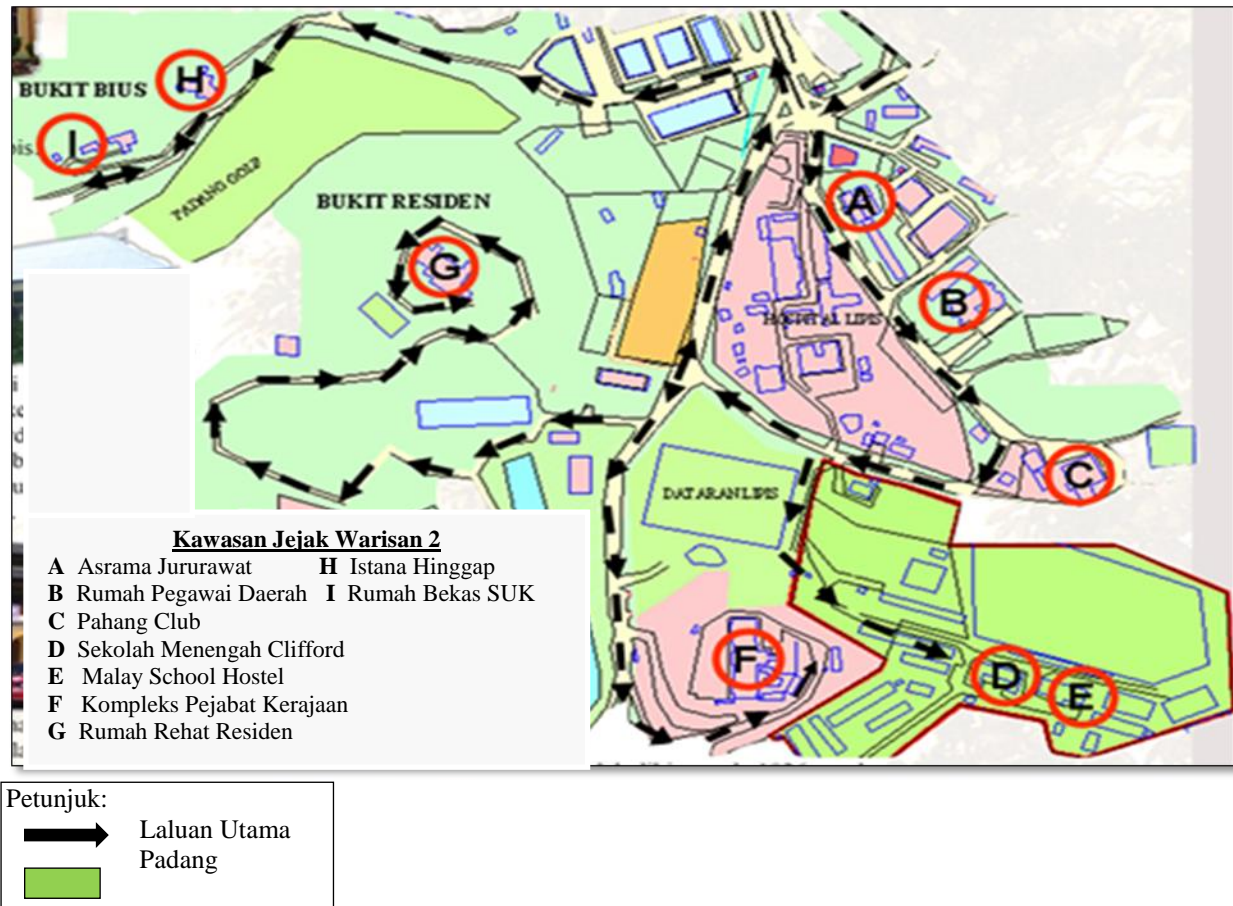 H
BUKIT BIUS
I
PADANG GOLF
BUKIT RESIDEN
G
A
B
HOSPITAL LIPIS
C
DATARAN LIPIS
F
D
E
Kawasan Jejak Warisan 2
A Asrama Jururawat H Istana Hinggap
B Rumah Pegawai Daerah I Rumah Bekas SUK
C Pahang Club
D Sekolah Menengah Clifford
E Malay School Hostel
F Kompleks Pejabat Kerajaan
G Rumah Rehat Residen
Petunjuk:
Laluan Utama
Padang